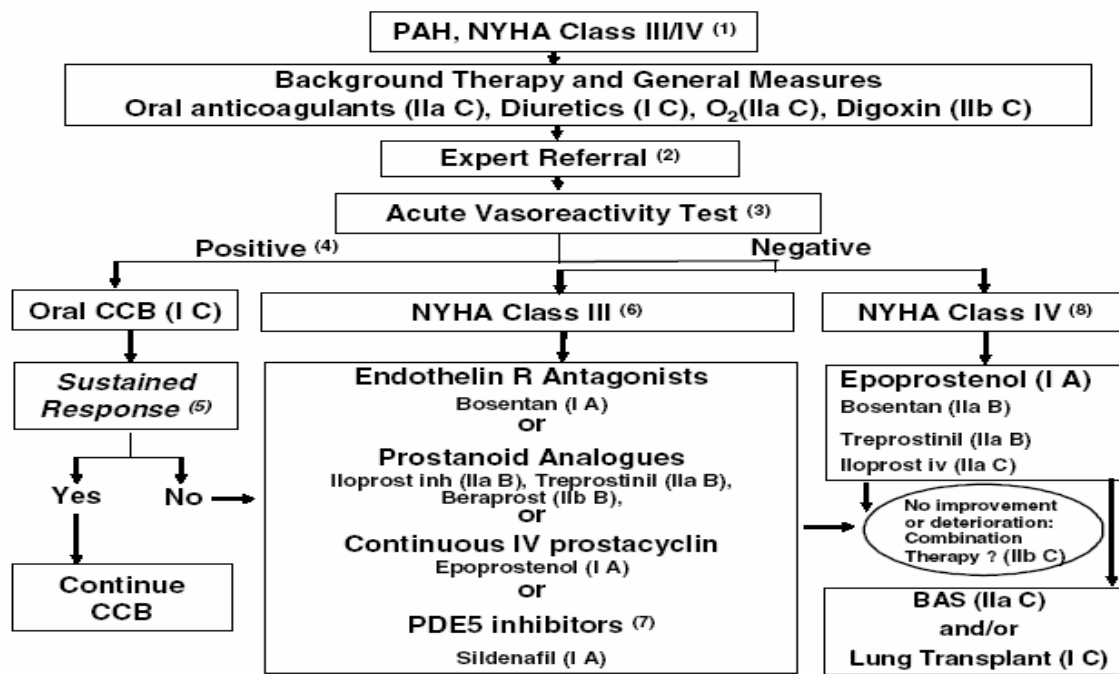 PAH, NYHA Class III/IV (1)
Background Therapy and General Measures
Oral anticoagulants (IIa C), Diuretics (I C), O2(IIa C), Digoxin (IIb C)
Expert Referral (2)
Acute Vasoreactivity Test (3)
Positive (4)
Negative
Oral CCB (I C)
Sustained
Response (5)
Yes
No
Continue
CCB
NYHA Class III (6)
Endothelin R Antagonists
Bosentan (I A)
or
Prostanoid Analogues
Iloprost inh (IIa B), Treprostinil (IIa B),
Beraprost (IIb B),
or
Continuous IV prostacyclin
Epoprostenol (I A)
or
PDE5 inhibitors (7)
Sildenafil (I A)
NYHA Class IV (8)
Epoprostenol (I A)
Bosentan (IIa B)
Treprostinil (IIa B)
Iloprost iv (IIa C)
No improvement
or deterioration:
Combination
Therapy ? (IIb C)
BAS (IIa C)
and/or
Lung Transplant (I C)